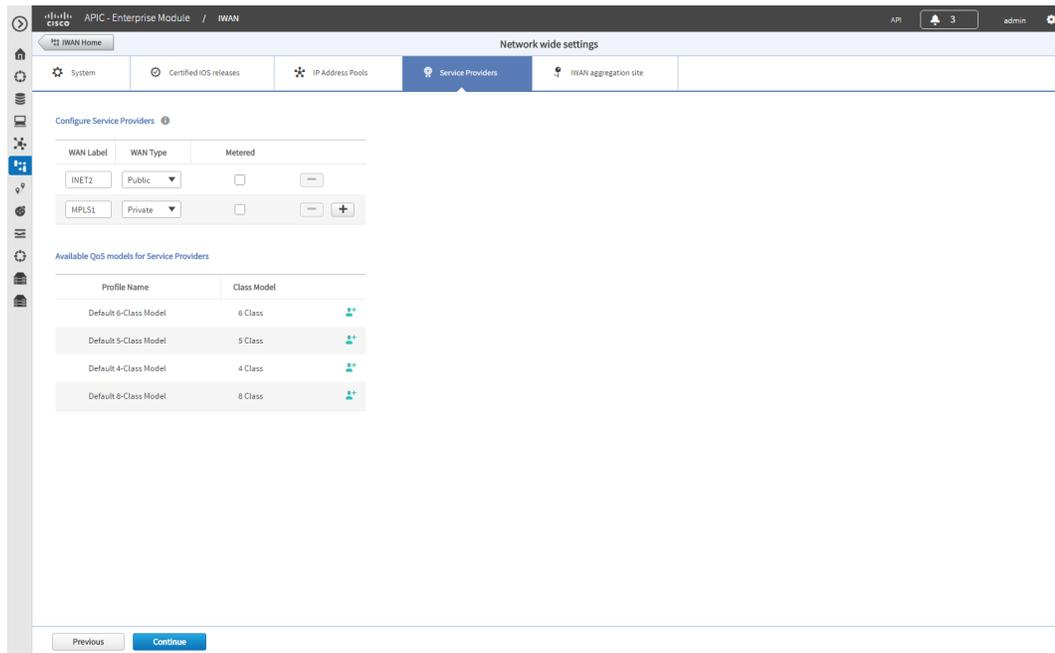 cisco APIC - Enterprise Module / IWAN API 3 admin
IWAN Home Network wide settings
System Certified IOS releases IP Address Pools Service Providers IWAN aggregation site
Configure Service Providers
WAN Label WAN Type Metered
INET2 Public
MPLS1 Private
Available QoS models for Service Providers
Profile Name Class Model
Default 6-Class Model 6 Class
Default 5-Class Model 5 Class
Default 4-Class Model 4 Class
Default 8-Class Model 8 Class
Previous Continue